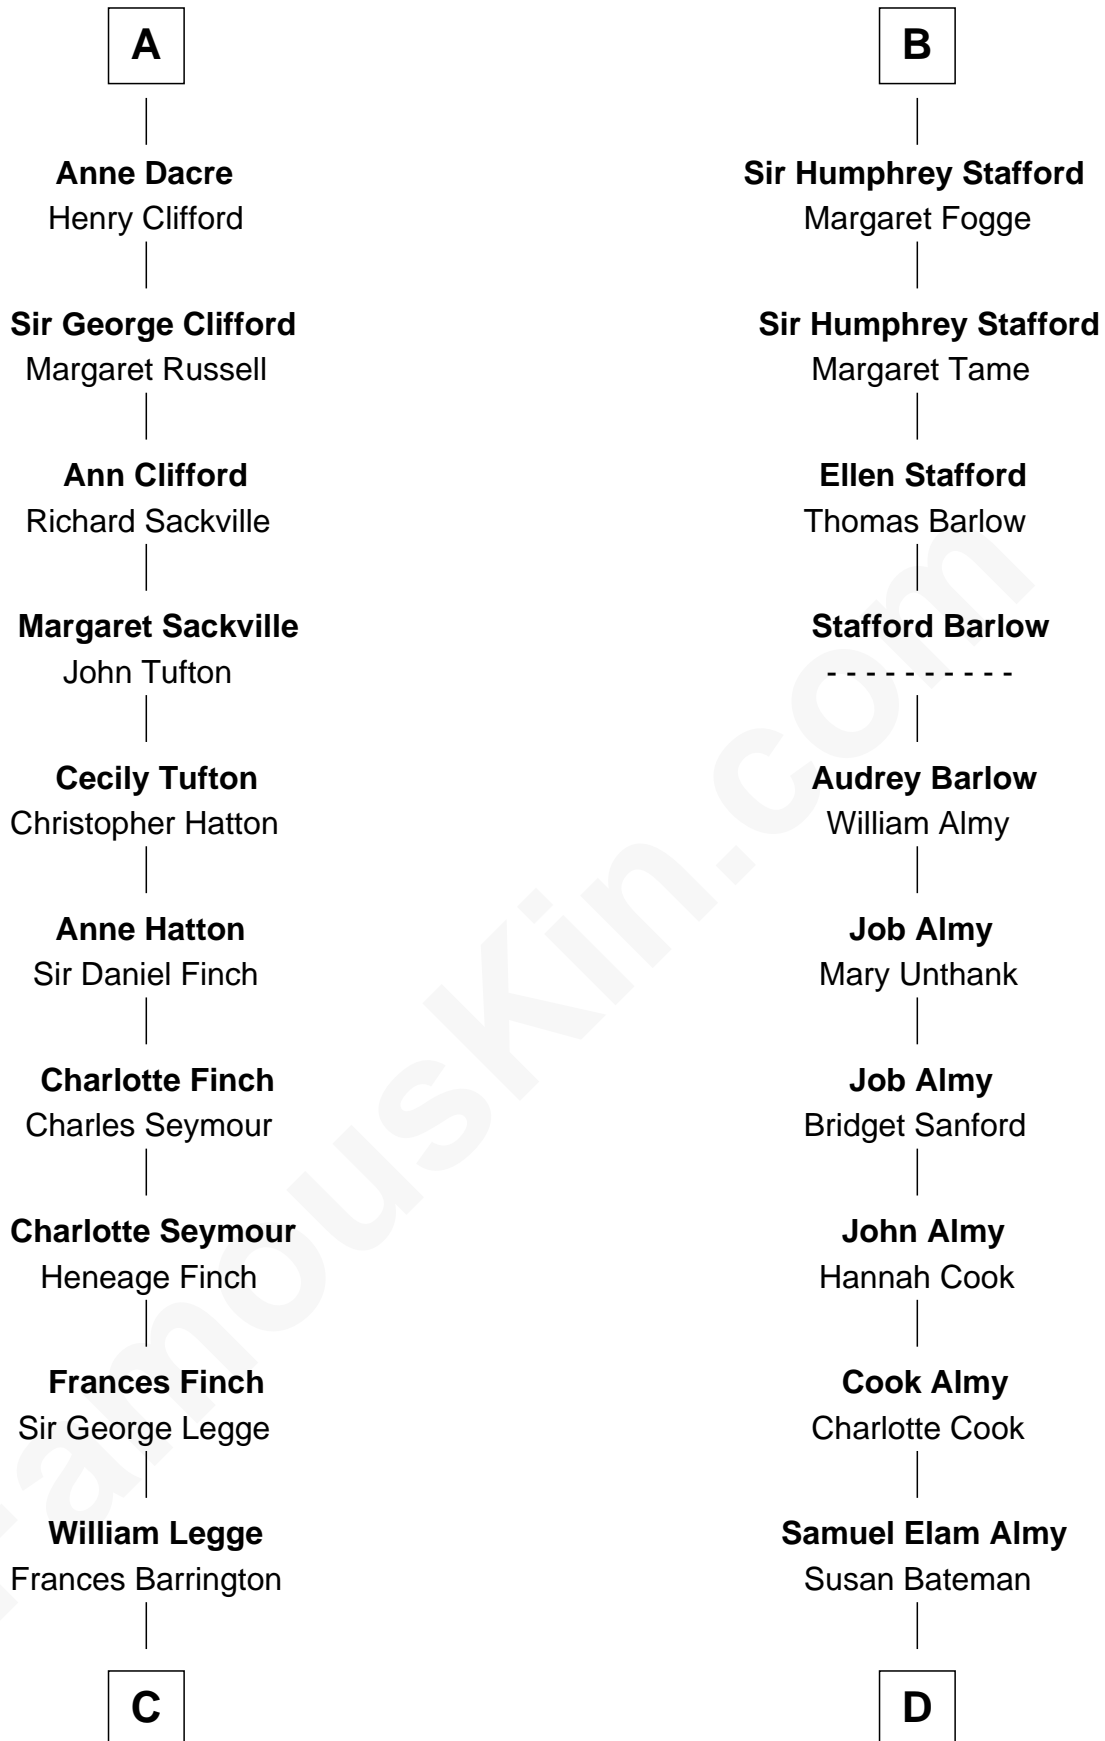 A
Anne Dacre
Henry Clifford
Sir George Clifford
Margaret Russell
Ann Clifford
Richard Sackville
Margaret Sackville
John Tufton
Cecily Tufton
Christopher Hatton
Anne Hatton
Sir Daniel Finch
Charlotte Finch
Charles Seymour
Charlotte Seymour
Heneage Finch
Frances Finch
Sir George Legge
William Legge
Frances Barrington
C
B
Sir Humphrey Stafford
Margaret Fogge
Sir Humphrey Stafford
Margaret Tame
Ellen Stafford
Thomas Barlow
Stafford Barlow
- - - - - - - - - -
Audrey Barlow
William Almy
Job Almy
Mary Unthank
Job Almy
Bridget Sanford
John Almy
Hannah Cook
Cook Almy
Charlotte Cook
Samuel Elam Almy
Susan Bateman
D
FamousKin.com